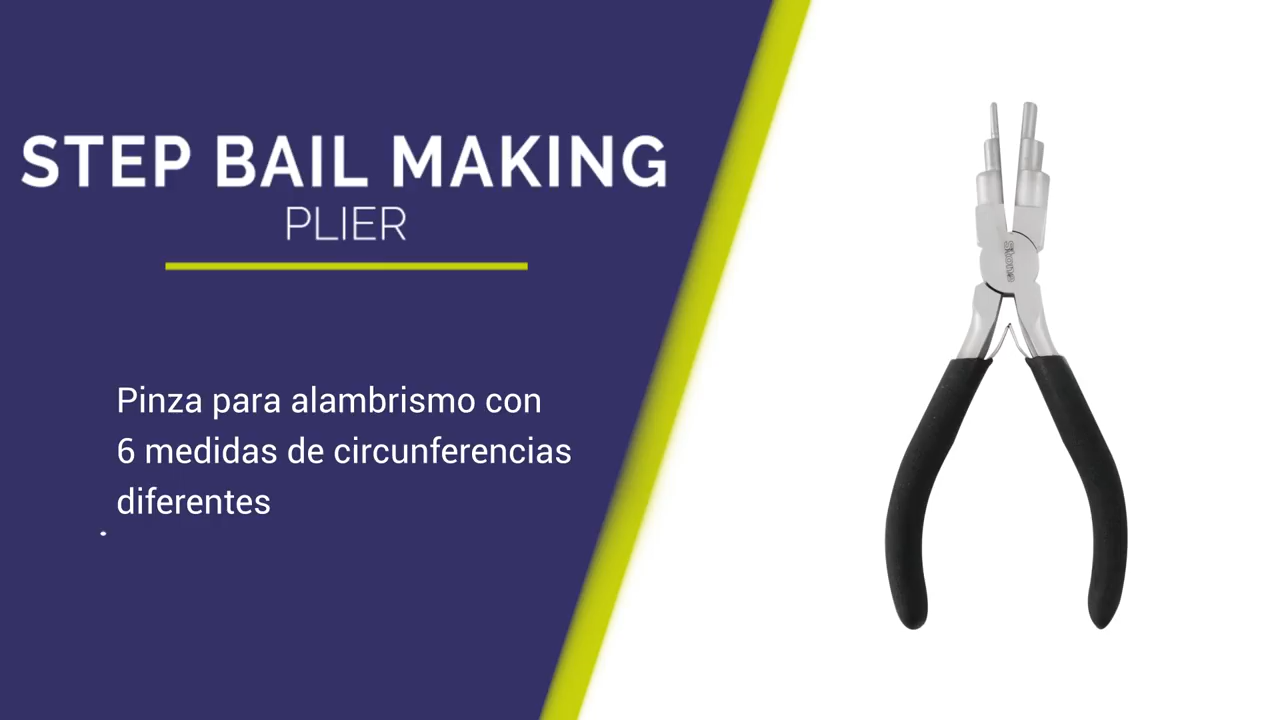 STEP BAIL MAKING
PLIER
Pinza para alambrismo con
6 medidas de circunferencias
diferentes